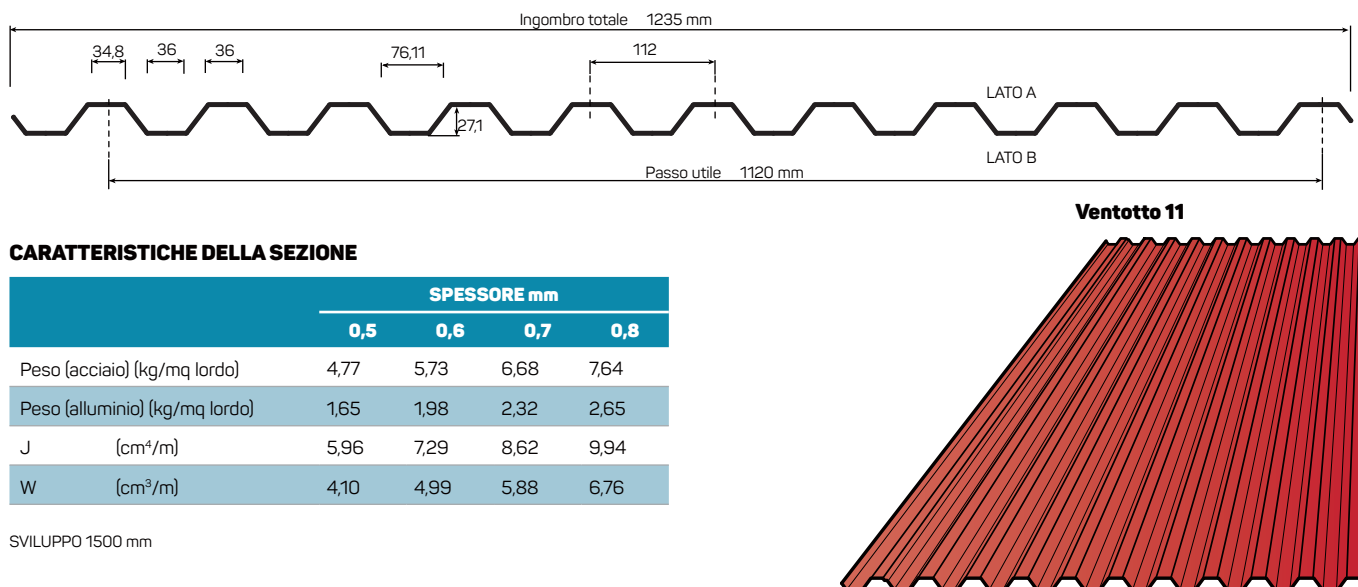 Ingombro totale 1235 mm
34,8 36 36 76,11 112
LATO A
27,1
LATO B
Passo utile 1120 mm
Ventotto 11
CARATTERISTICHE DELLA SEZIONE
SPESSORE mm
0,5 0,6 0,7 0,8
Peso (acciaio) (kg/mq lordo) 4,77 5,73 6,68 7,64
Peso (alluminio) (kg/mq lordo) 1,65 1,98 2,32 2,65
J (cm⁴/m) 5,96 7,29 8,62 9,94
W (cm³/m) 4,10 4,99 5,88 6,76
SVILUPPO 1500 mm